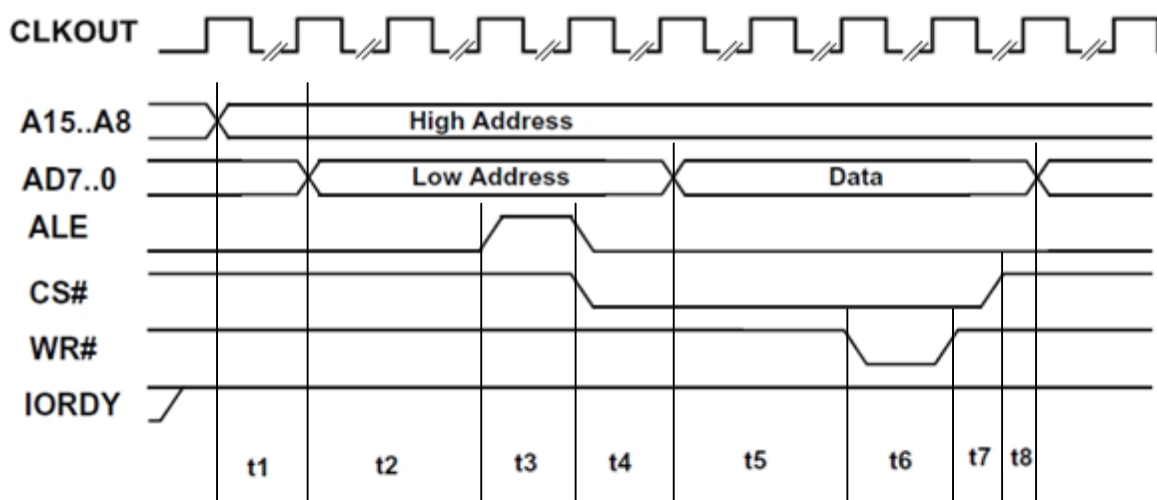 CLKOUT
A15..A8 High Address
AD7..0 Low Address Data
ALE
CS#
WR#
IORDY
t1 t2 t3 t4 t5 t6 t7 t8